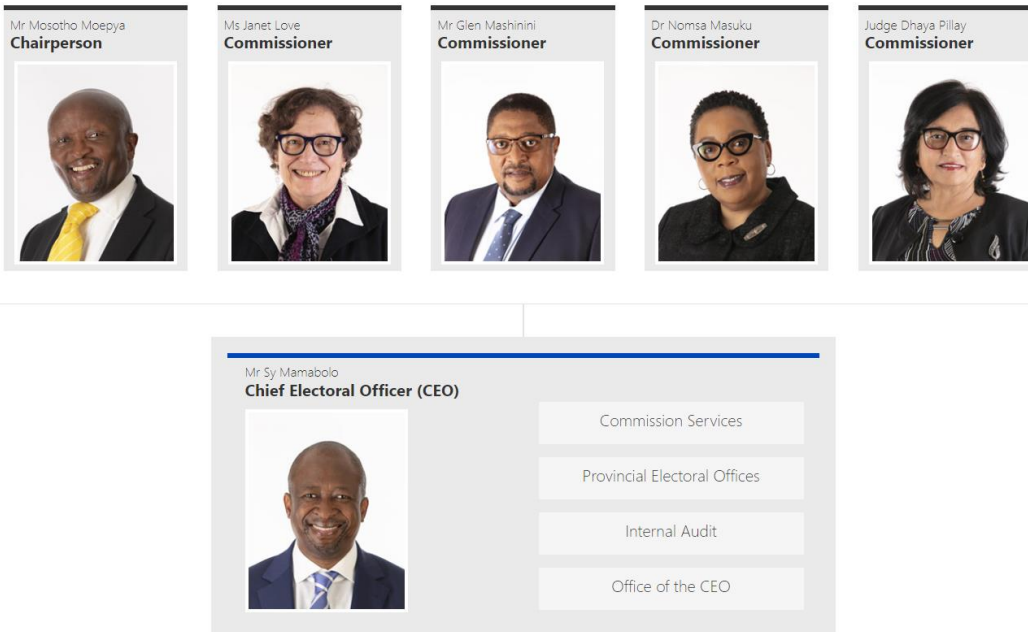 Mr Mosotho Moepya
Chairperson
Ms Janet Love
Commissioner
Mr Glen Mashinini
Commissioner
Dr Nomsa Masuku
Commissioner
Judge Dhaya Pillay
Commissioner
Mr Sy Mamabolo
Chief Electoral Officer (CEO)
Commission Services
Provincial Electoral Offices
Internal Audit
Office of the CEO